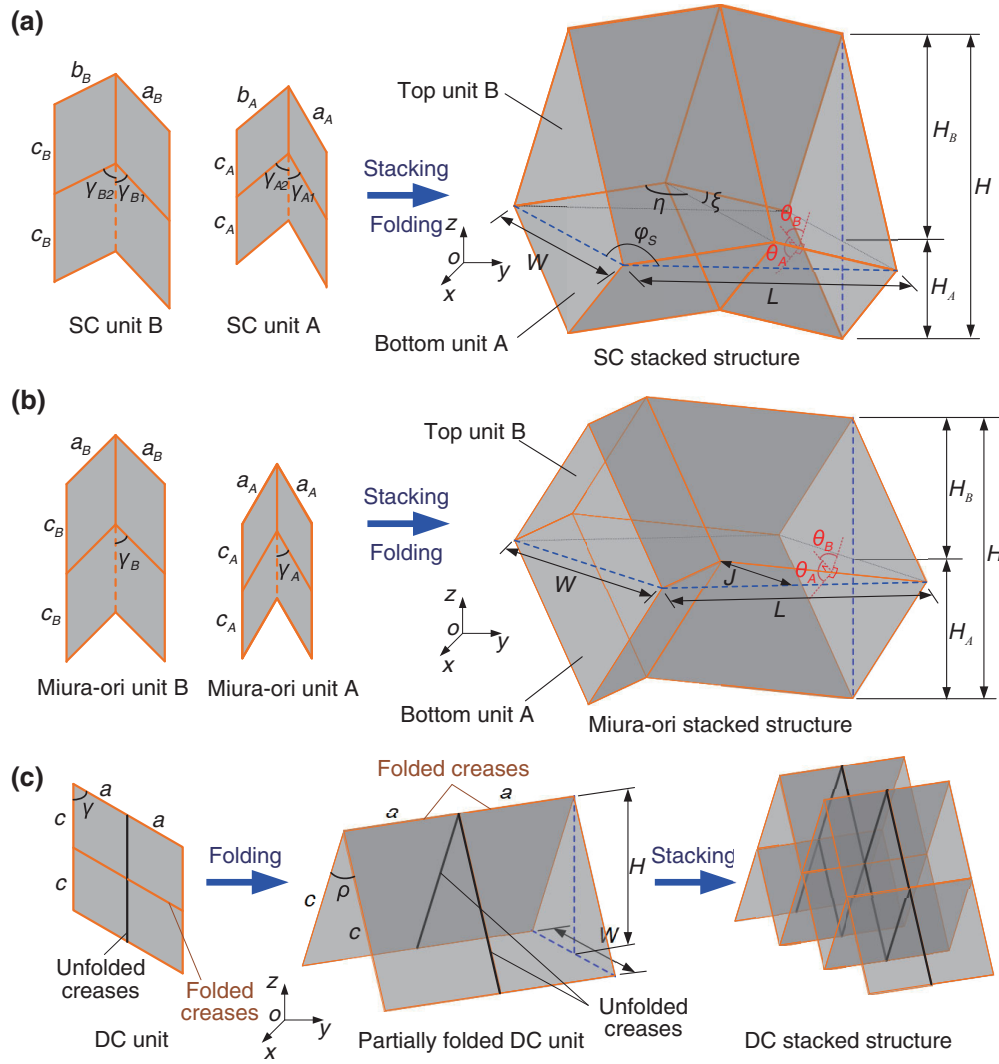 (a)
b_B
a_B
c_B
γ_B2
γ_B1
c_B
SC unit B
b_A
a_A
c_A
γ_A2
γ_A1
c_A
SC unit A
Stacking
Folding
Top unit B
Bottom unit A
z
o
y
x
W
η
ξ
φ_S
θ_B
θ_A
L
H_B
H
H_A
SC stacked structure
(b)
a_B
a_B
c_B
γ_B
c_B
Miura-ori unit B
a_A
a_A
c_A
γ_A
c_A
Miura-ori unit A
Stacking
Folding
Top unit B
Bottom unit A
z
o
y
x
W
J
θ_B
θ_A
L
H_B
H
H_A
Miura-ori stacked structure
(c)
a
γ
a
c
c
Unfolded
creases
Folded
creases
DC unit
Folding
z
o
y
x
Folded creases
a
a
ρ
c
c
H
W
Unfolded
creases
Partially folded DC unit
Stacking
DC stacked structure